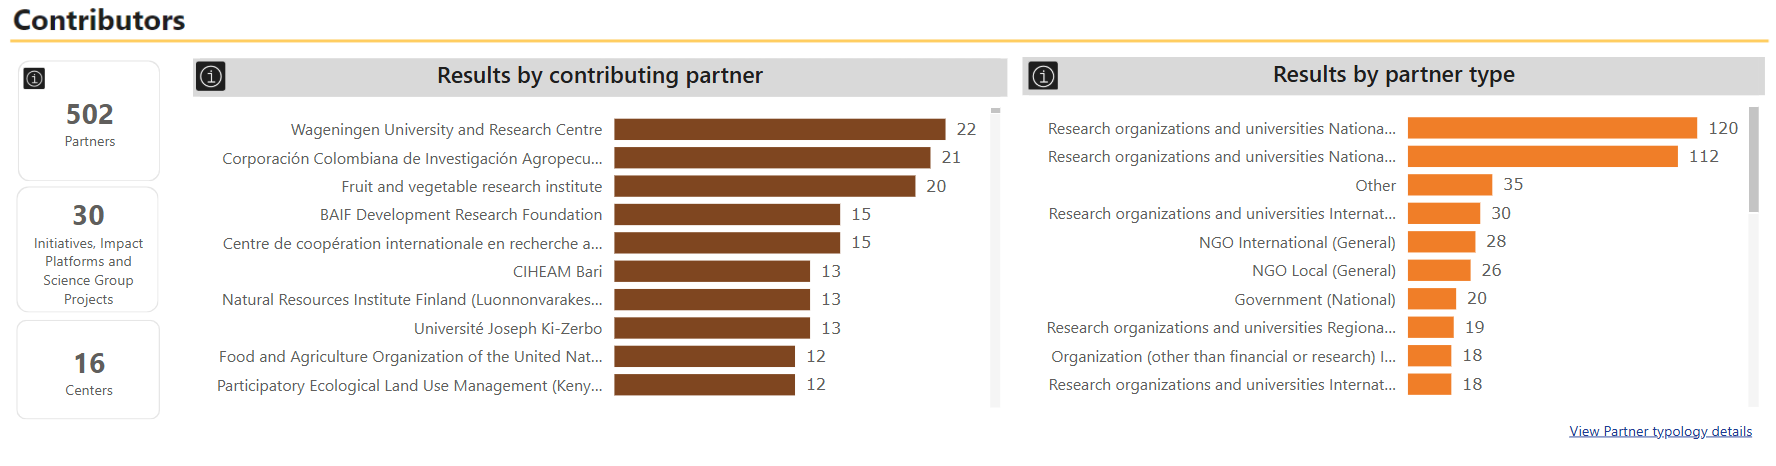 Contributors
502
Partners
30
Initiatives, Impact
Platforms and
Science Group
Projects
16
Centers
Results by contributing partner
Wageningen University and Research Centre 22
Corporación Colombiana de Investigación Agropecu... 21
Fruit and vegetable research institute 20
BAIF Development Research Foundation 15
Centre de coopération internationale en recherche a... 15
CIHEAM Bari 13
Natural Resources Institute Finland (Luonnonvarakes... 13
Université Joseph Ki-Zerbo 13
Food and Agriculture Organization of the United Nat... 12
Participatory Ecological Land Use Management (Keny... 12
Results by partner type
Research organizations and universities Nationa... 120
Research organizations and universities Nationa... 112
Other 35
Research organizations and universities Internat... 30
NGO International (General) 28
NGO Local (General) 26
Government (National) 20
Research organizations and universities Regiona... 19
Organization (other than financial or research) I... 18
Research organizations and universities Internat... 18
View Partner typology details